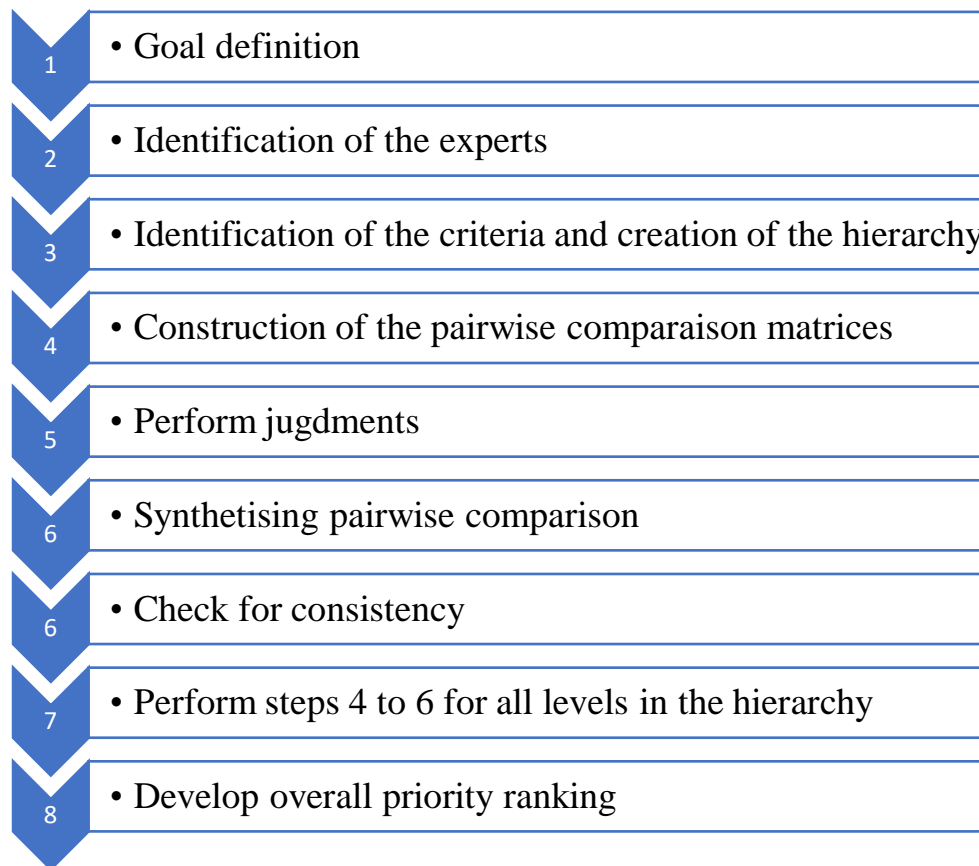 1 • Goal definition
2 • Identification of the experts
3 • Identification of the criteria and creation of the hierarchy
4 • Construction of the pairwise comparaison matrices
5 • Perform jugdments
6 • Synthetising pairwise comparison
6 • Check for consistency
7 • Perform steps 4 to 6 for all levels in the hierarchy
8 • Develop overall priority ranking